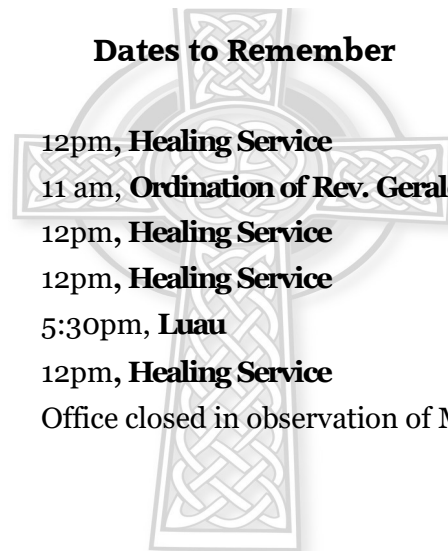 Dates to Remember
12pm, Healing Service
11 am, Ordination of Rev. Geral
12pm, Healing Service
12pm, Healing Service
5:30pm, Luau
12pm, Healing Service
Office closed in observation of